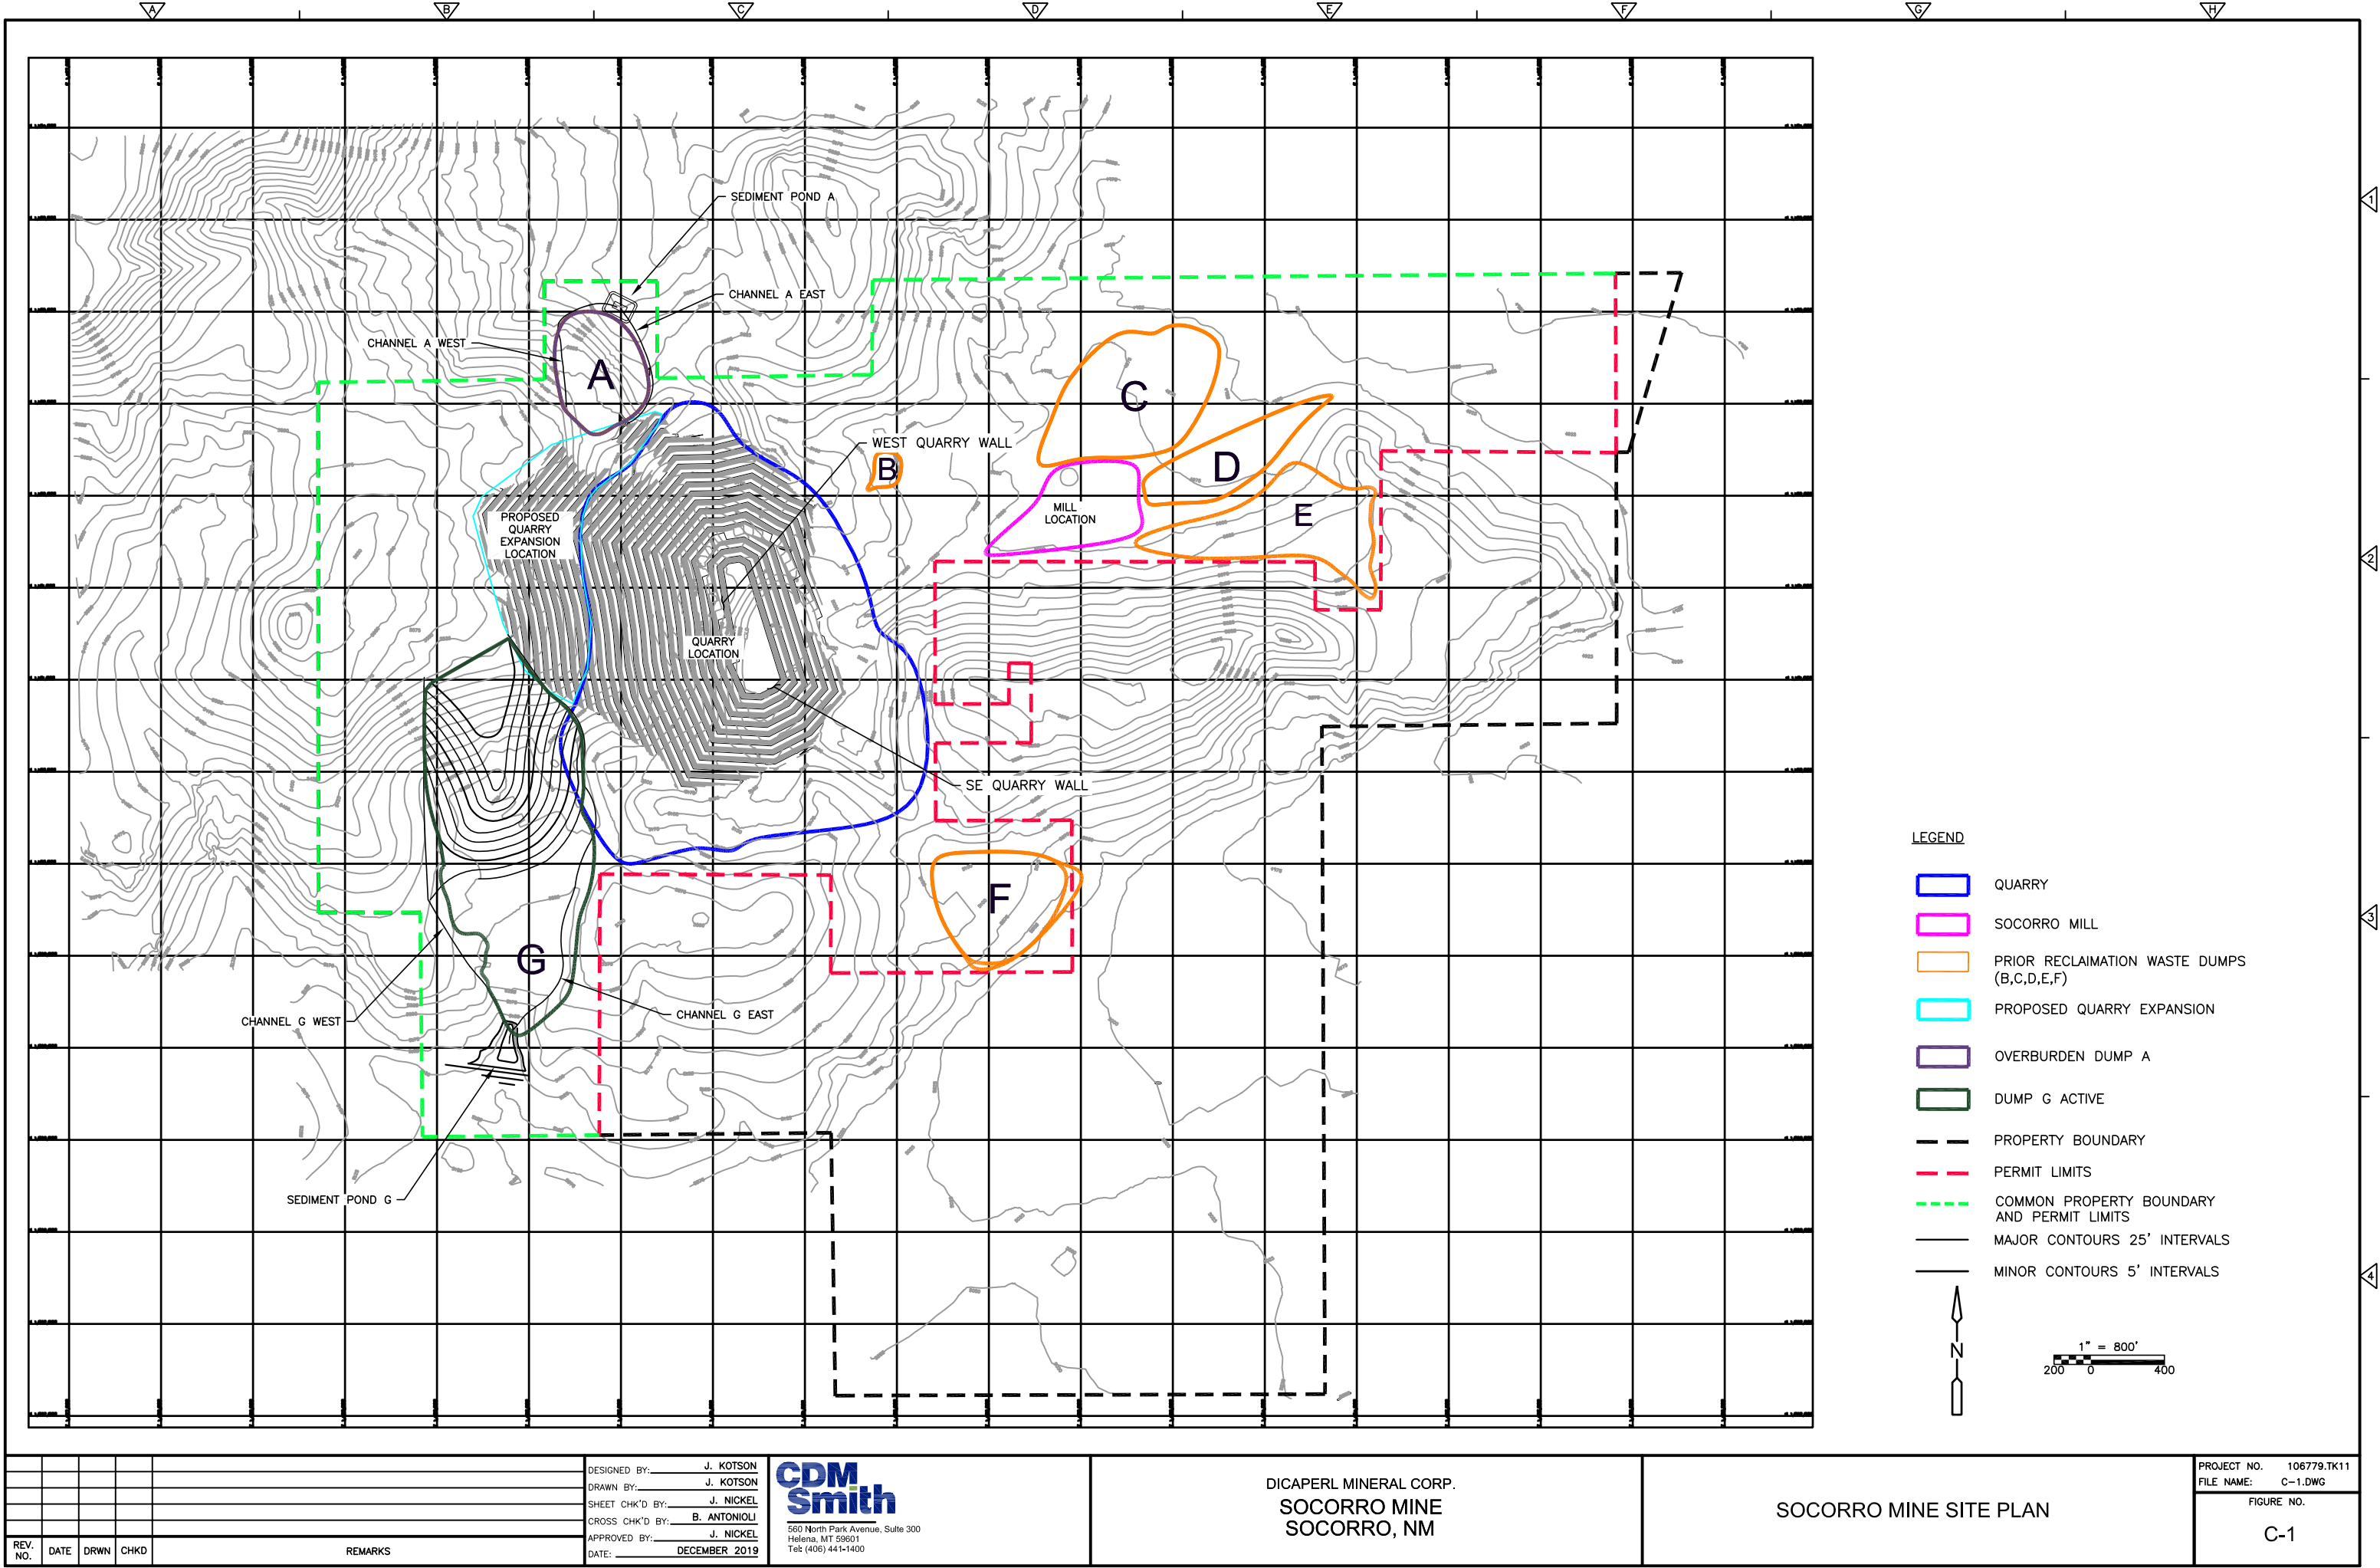 A B C D E F G H
1
2
3
4
SEDIMENT POND A
CHANNEL A EAST
CHANNEL A WEST
A
C
WEST QUARRY WALL
B
D
MILL
LOCATION
E
PROPOSED
QUARRY
EXPANSION
LOCATION
QUARRY
LOCATION
SE QUARRY WALL
F
G
CHANNEL G WEST
CHANNEL G EAST
SEDIMENT POND G
LEGEND
QUARRY
SOCORRO MILL
PRIOR RECLAIMATION WASTE DUMPS
(B,C,D,E,F)
PROPOSED QUARRY EXPANSION
OVERBURDEN DUMP A
DUMP G ACTIVE
PROPERTY BOUNDARY
PERMIT LIMITS
COMMON PROPERTY BOUNDARY
AND PERMIT LIMITS
MAJOR CONTOURS 25' INTERVALS
MINOR CONTOURS 5' INTERVALS
N
1" = 800'
200 0 400
REV.
NO.
DATE
DRWN
CHKD
REMARKS
DESIGNED BY: J. KOTSON
DRAWN BY: J. KOTSON
SHEET CHK'D BY: J. NICKEL
CROSS CHK'D BY: B. ANTONIOLI
APPROVED BY: J. NICKEL
DATE: DECEMBER 2019
CDM
Smith
560 North Park Avenue, Suite 300
Helena, MT 59601
Tel: (406) 441-1400
DICAPERL MINERAL CORP.
SOCORRO MINE
SOCORRO, NM
SOCORRO MINE SITE PLAN
PROJECT NO. 106779.TK11
FILE NAME: C-1.DWG
FIGURE NO.
C-1